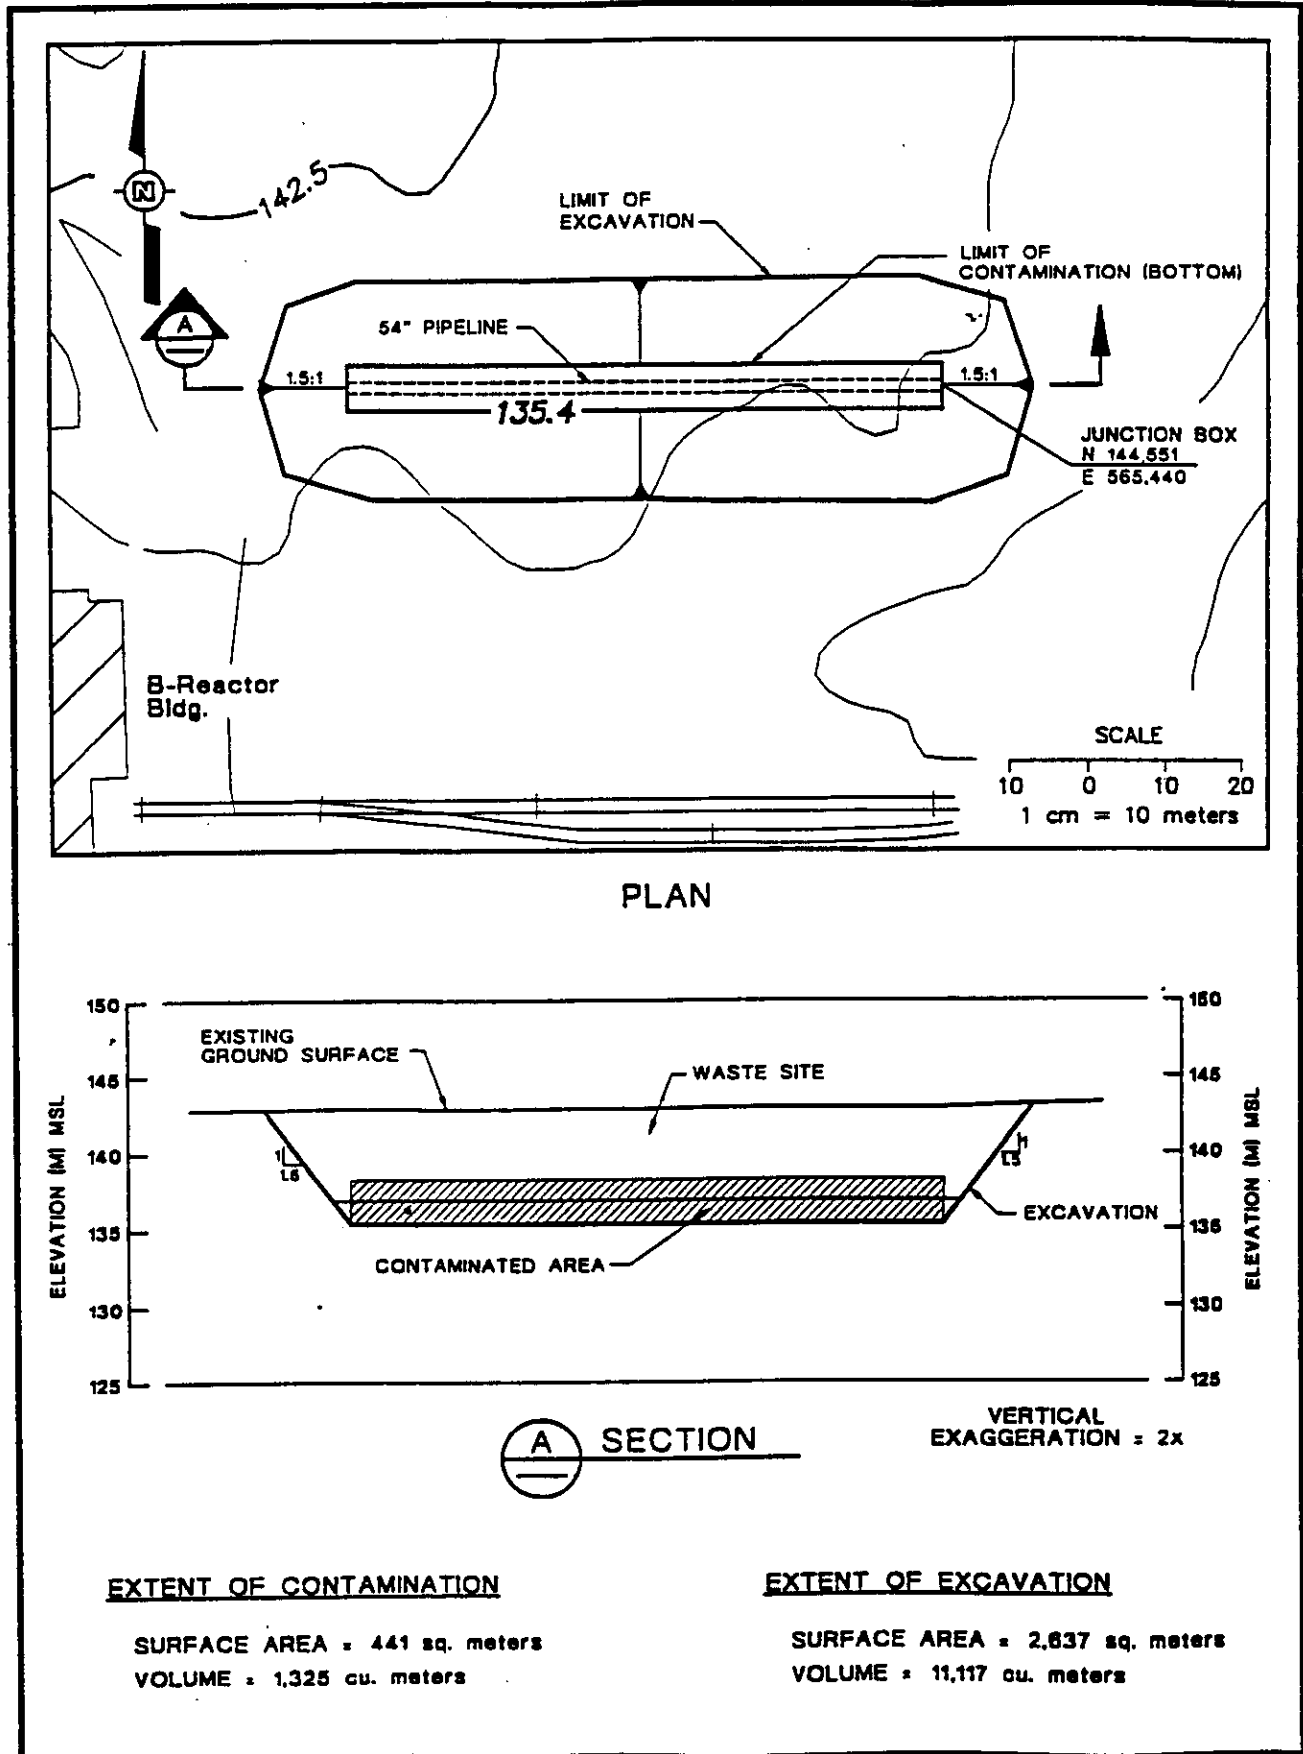 N
142.5
LIMIT OF
EXCAVATION
LIMIT OF
CONTAMINATION (BOTTOM)
A
54" PIPELINE
1.5:1
1.5:1
135.4
JUNCTION BOX
N 144,551
E 565,440
B-Reactor
Bldg.
SCALE
10 0 10 20
1 cm = 10 meters
PLAN
150
145
140
135
130
125
ELEVATION (M) MSL
EXISTING
GROUND SURFACE
WASTE SITE
1
1.5
1
1.5
EXCAVATION
CONTAMINATED AREA
150
145
140
135
130
125
ELEVATION (M) MSL
A SECTION
VERTICAL
EXAGGERATION = 2x
EXTENT OF CONTAMINATION
SURFACE AREA = 441 sq. meters
VOLUME = 1,325 cu. meters
EXTENT OF EXCAVATION
SURFACE AREA = 2,637 sq. meters
VOLUME = 11,117 cu. meters